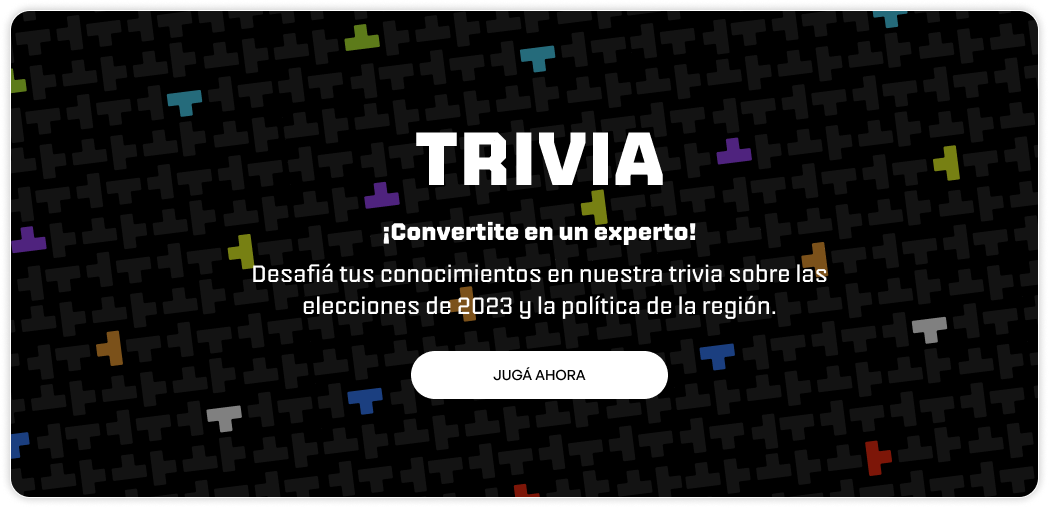 TRIVIA
¡Convertite en un experto!
Desafiá tus conocimientos en nuestra trivia sobre las
elecciones de 2023 y la política de la región.
JUGÁ AHORA